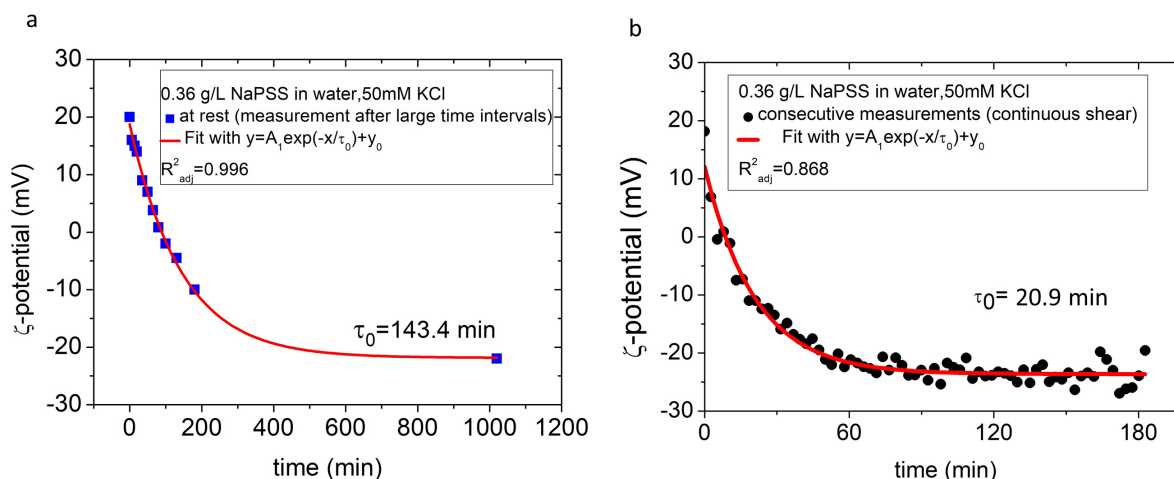 a
30
20
10
0
-10
-20
-30
ζ-potential (mV)
0.36 g/L NaPSS in water,50mM KCl
at rest (measurement after large time intervals)
Fit with y=A₁exp(-x/τ₀)+y₀
R²adj=0.996
τ₀=143.4 min
0 200 400 600 800 1000 1200
time (min)
b
30
20
10
0
-10
-20
-30
ζ-potential (mV)
0.36 g/L NaPSS in water,50mM KCl
consecutive measurements (continuous shear)
Fit with y=A₁exp(-x/τ₀)+y₀
R²adj=0.868
τ0= 20.9 min
0 60 120 180
time (min)